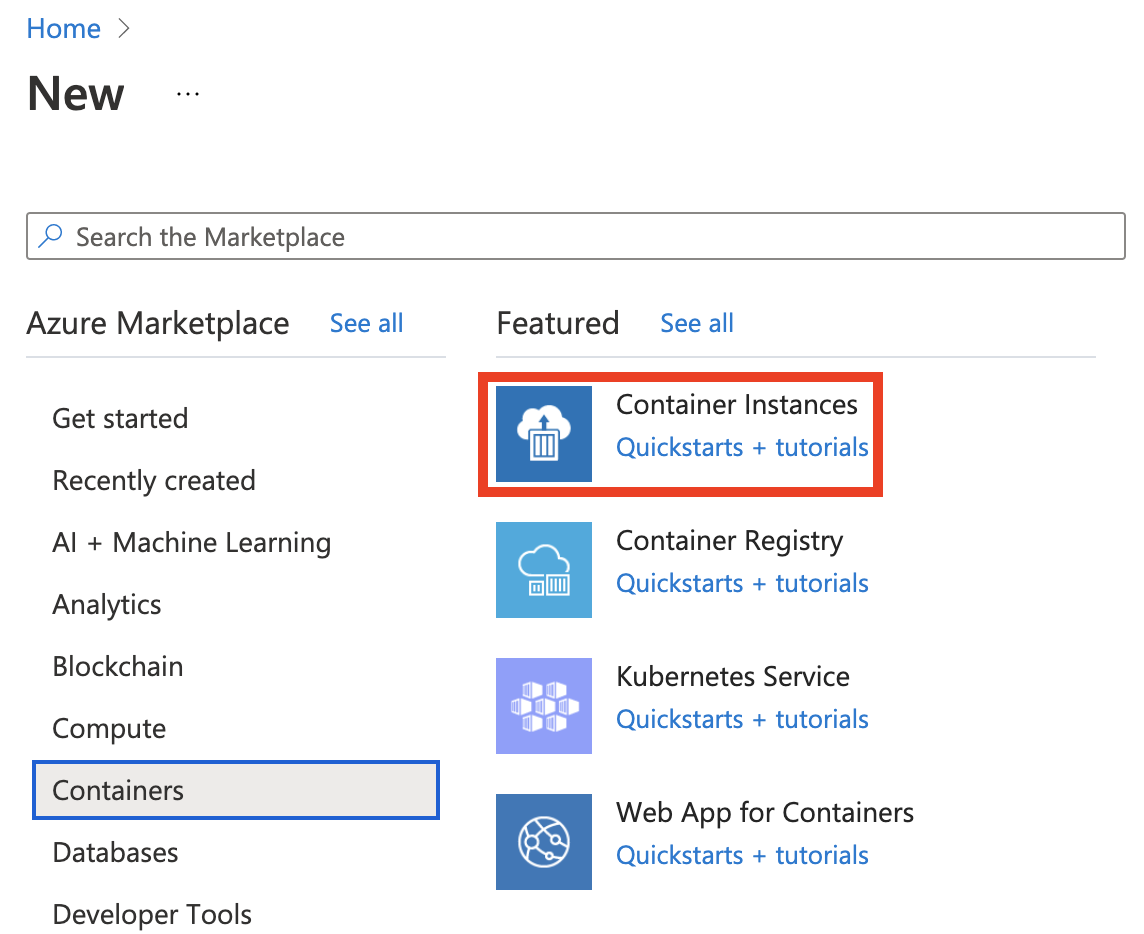 Home
New
Search the Marketplace
Azure Marketplace See all
Get started
Recently created
AI + Machine Learning
Analytics
Blockchain
Compute
Containers
Databases
Developer Tools
Featured See all
Container Instances
Quickstarts + tutorials
Container Registry
Quickstarts + tutorials
Kubernetes Service
Quickstarts + tutorials
Web App for Containers
Quickstarts + tutorials